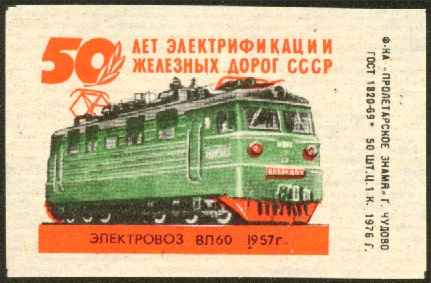 50 ЛЕТ ЭЛЕКТРИФИКАЦИИ
ЖЕЛЕЗНЫХ ДОРОГ СССР
ЭЛЕКТРОВОЗ ВЛ60 1957г.
Ф-КА „ПРОЛЕТАРСКОЕ ЗНАМЯ" Г. ЧУДОВО
ГОСТ 1820-69* 50 ШТ. Ц. 1 К. 1976 Г.